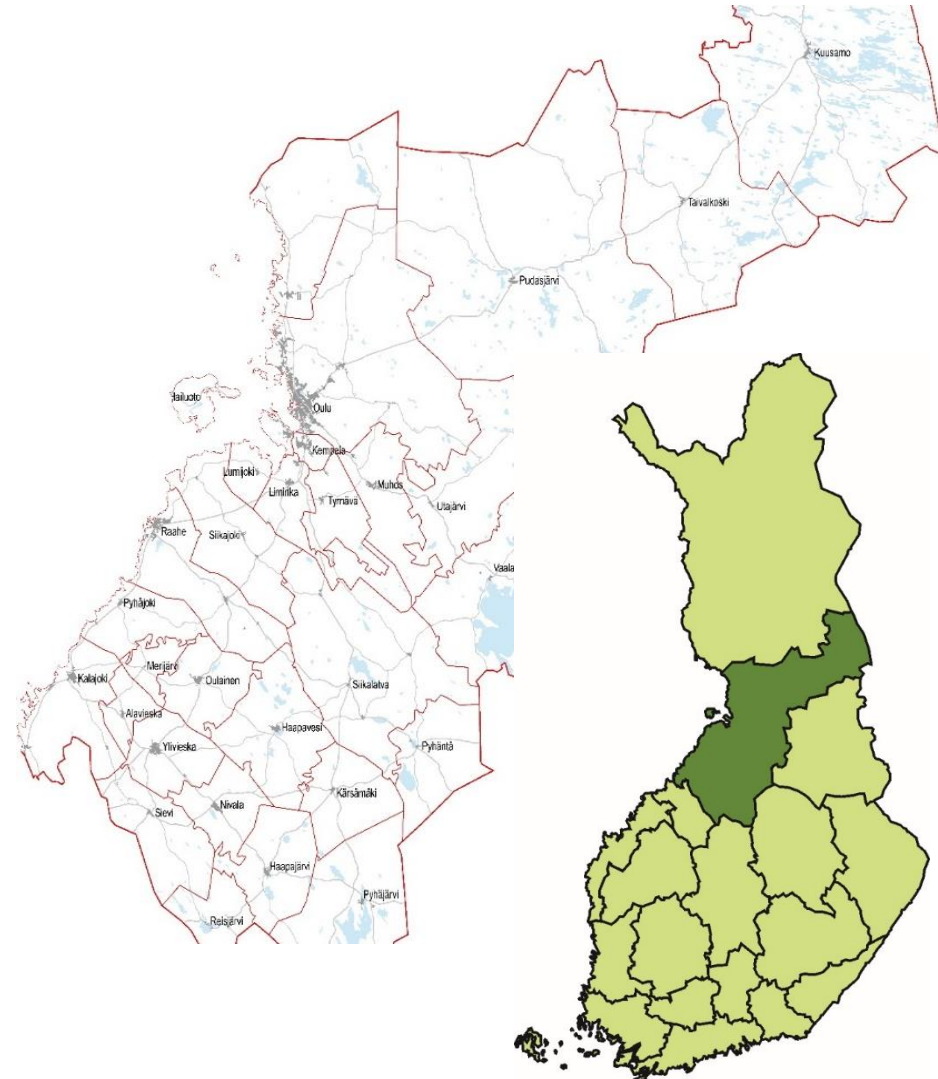 Kuusamo
Taivalkoski
Pudasjärvi
Hailuoto
Oulu
Kempele
Lumijoki
Liminka
Tyrnävä
Muhos
Utajärvi
Raahe
Siikajoki
Vaala
Pyhäjoki
Merijärvi
Kalajoki
Oulainen
Siikalatva
Alavieska
Haapavesi
Ylivieska
Pyhäntä
Kärsämäki
Sievi
Nivala
Haapajärvi
Pyhäjärvi
Reisjärvi